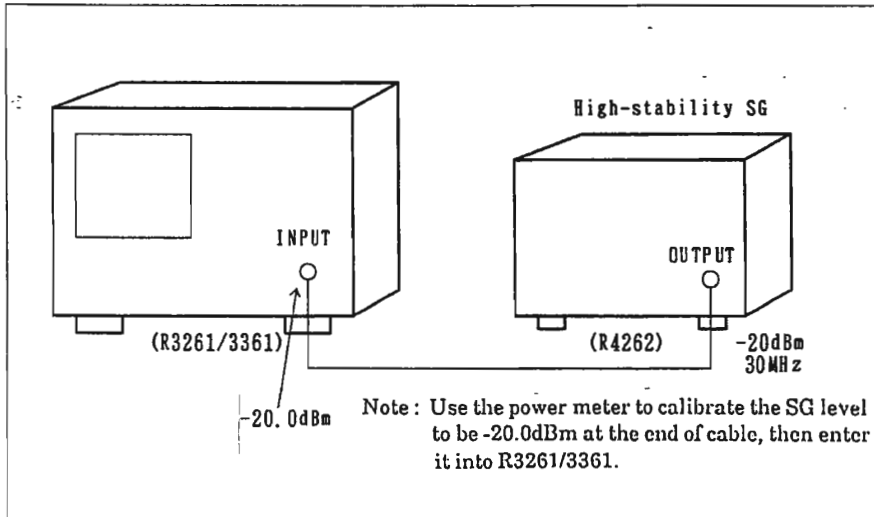 High-stability SG
INPUT
OUTPUT
(R3261/3361)
(R4262)
-20dBm
30MHz
-20.0dBm
Note : Use the power meter to calibrate the SG level
to be -20.0dBm at the end of cable, then enter
it into R3261/3361.